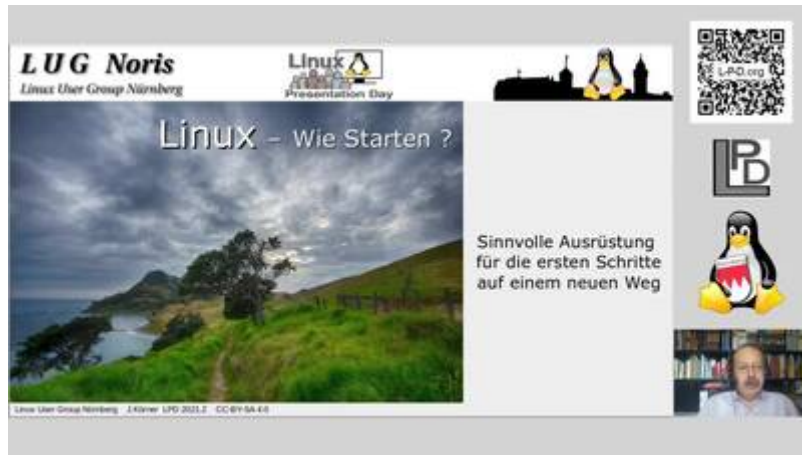 LUG Noris
Linux User Group Nürnberg
Linux
Presentation Day
Linux – Wie Starten ?
Sinnvolle Ausrüstung
für die ersten Schritte
auf einem neuen Weg
L-P-D.org
LPD
Linux User Group Nürnberg J.Körner LPD 2021.2 CC-BY-SA 4.0